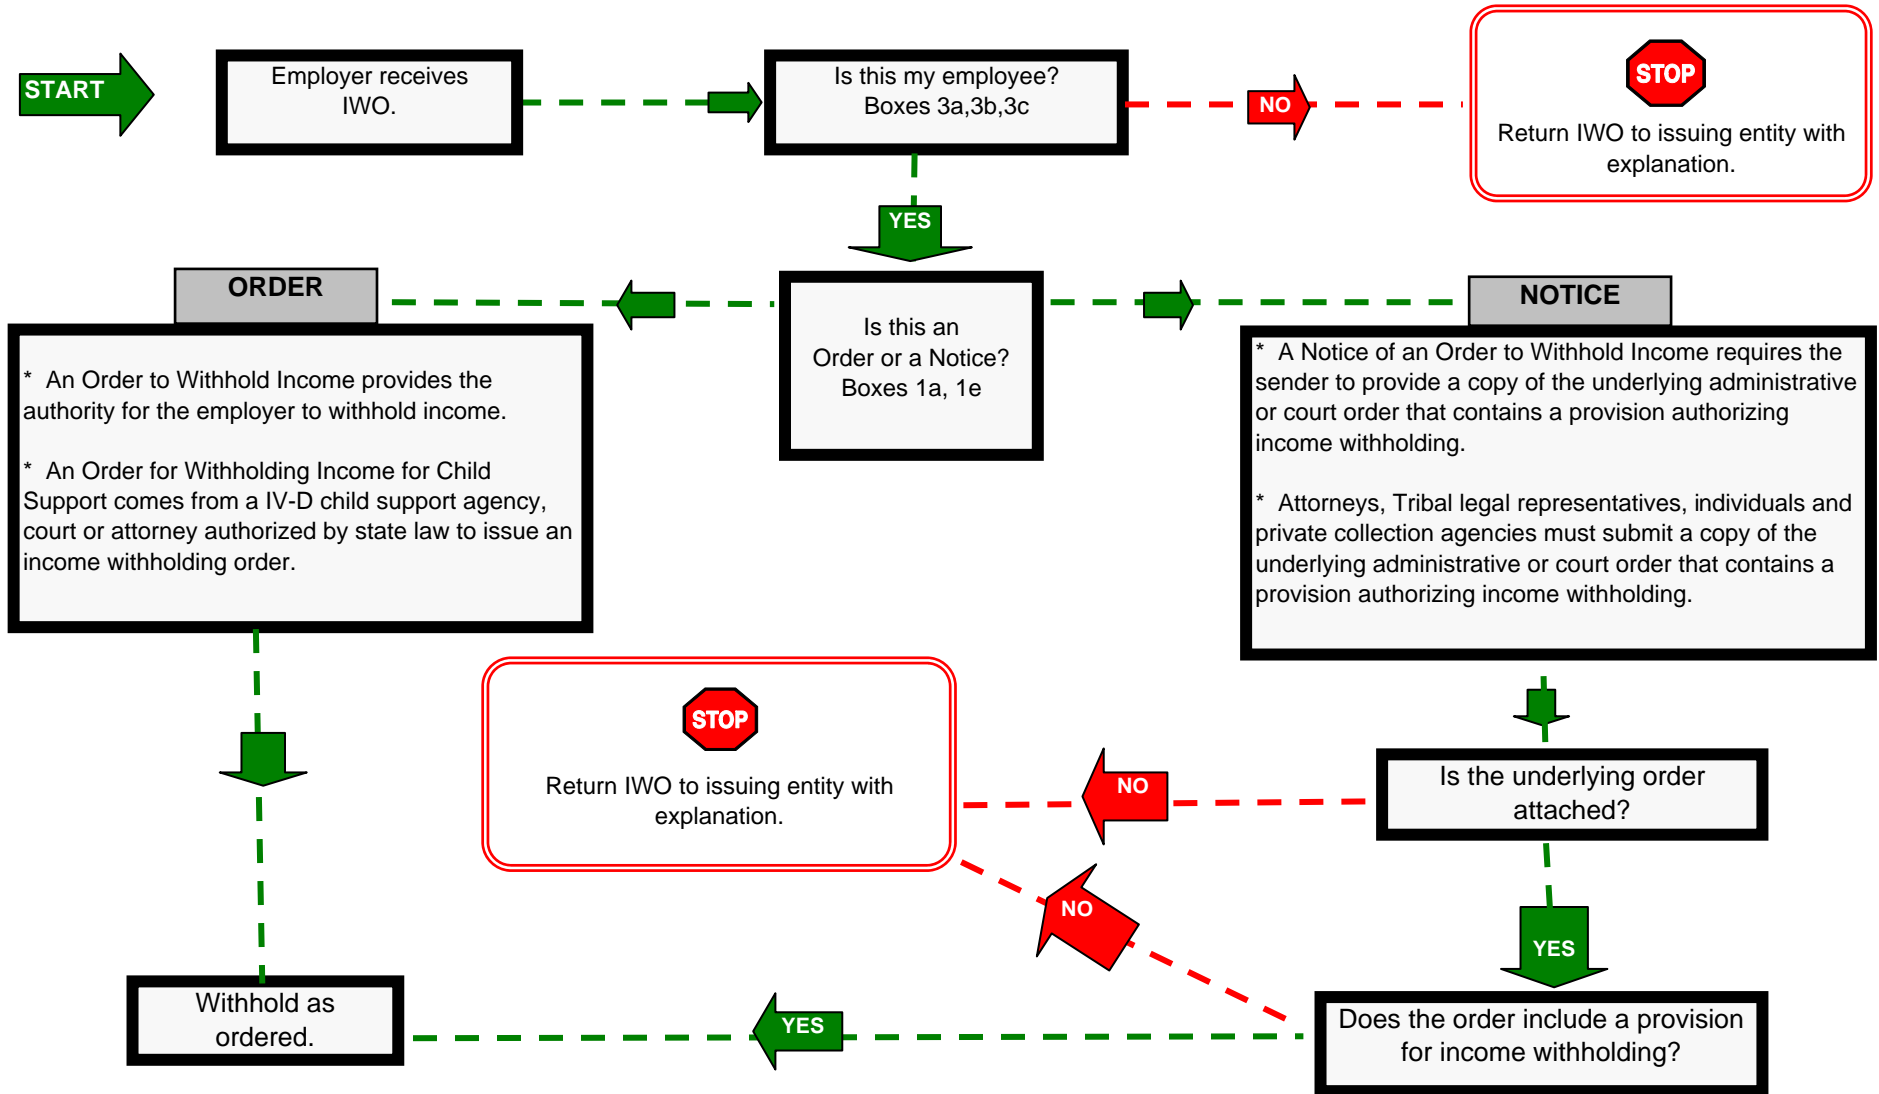 START
Employer receives
IWO.
Is this my employee?
Boxes 3a,3b,3c
NO
STOP
Return IWO to issuing entity with
explanation.
YES
ORDER
Is this an
Order or a Notice?
Boxes 1a, 1e
NOTICE
* An Order to Withhold Income provides the
authority for the employer to withhold income.
* An Order for Withholding Income for Child
Support comes from a IV-D child support agency,
court or attorney authorized by state law to issue an
income withholding order.
* A Notice of an Order to Withhold Income requires the
sender to provide a copy of the underlying administrative
or court order that contains a provision authorizing
income withholding.
* Attorneys, Tribal legal representatives, individuals and
private collection agencies must submit a copy of the
underlying administrative or court order that contains a
provision authorizing income withholding.
STOP
Return IWO to issuing entity with
explanation.
NO
Is the underlying order
attached?
NO
YES
Withhold as
ordered.
YES
Does the order include a provision
for income withholding?